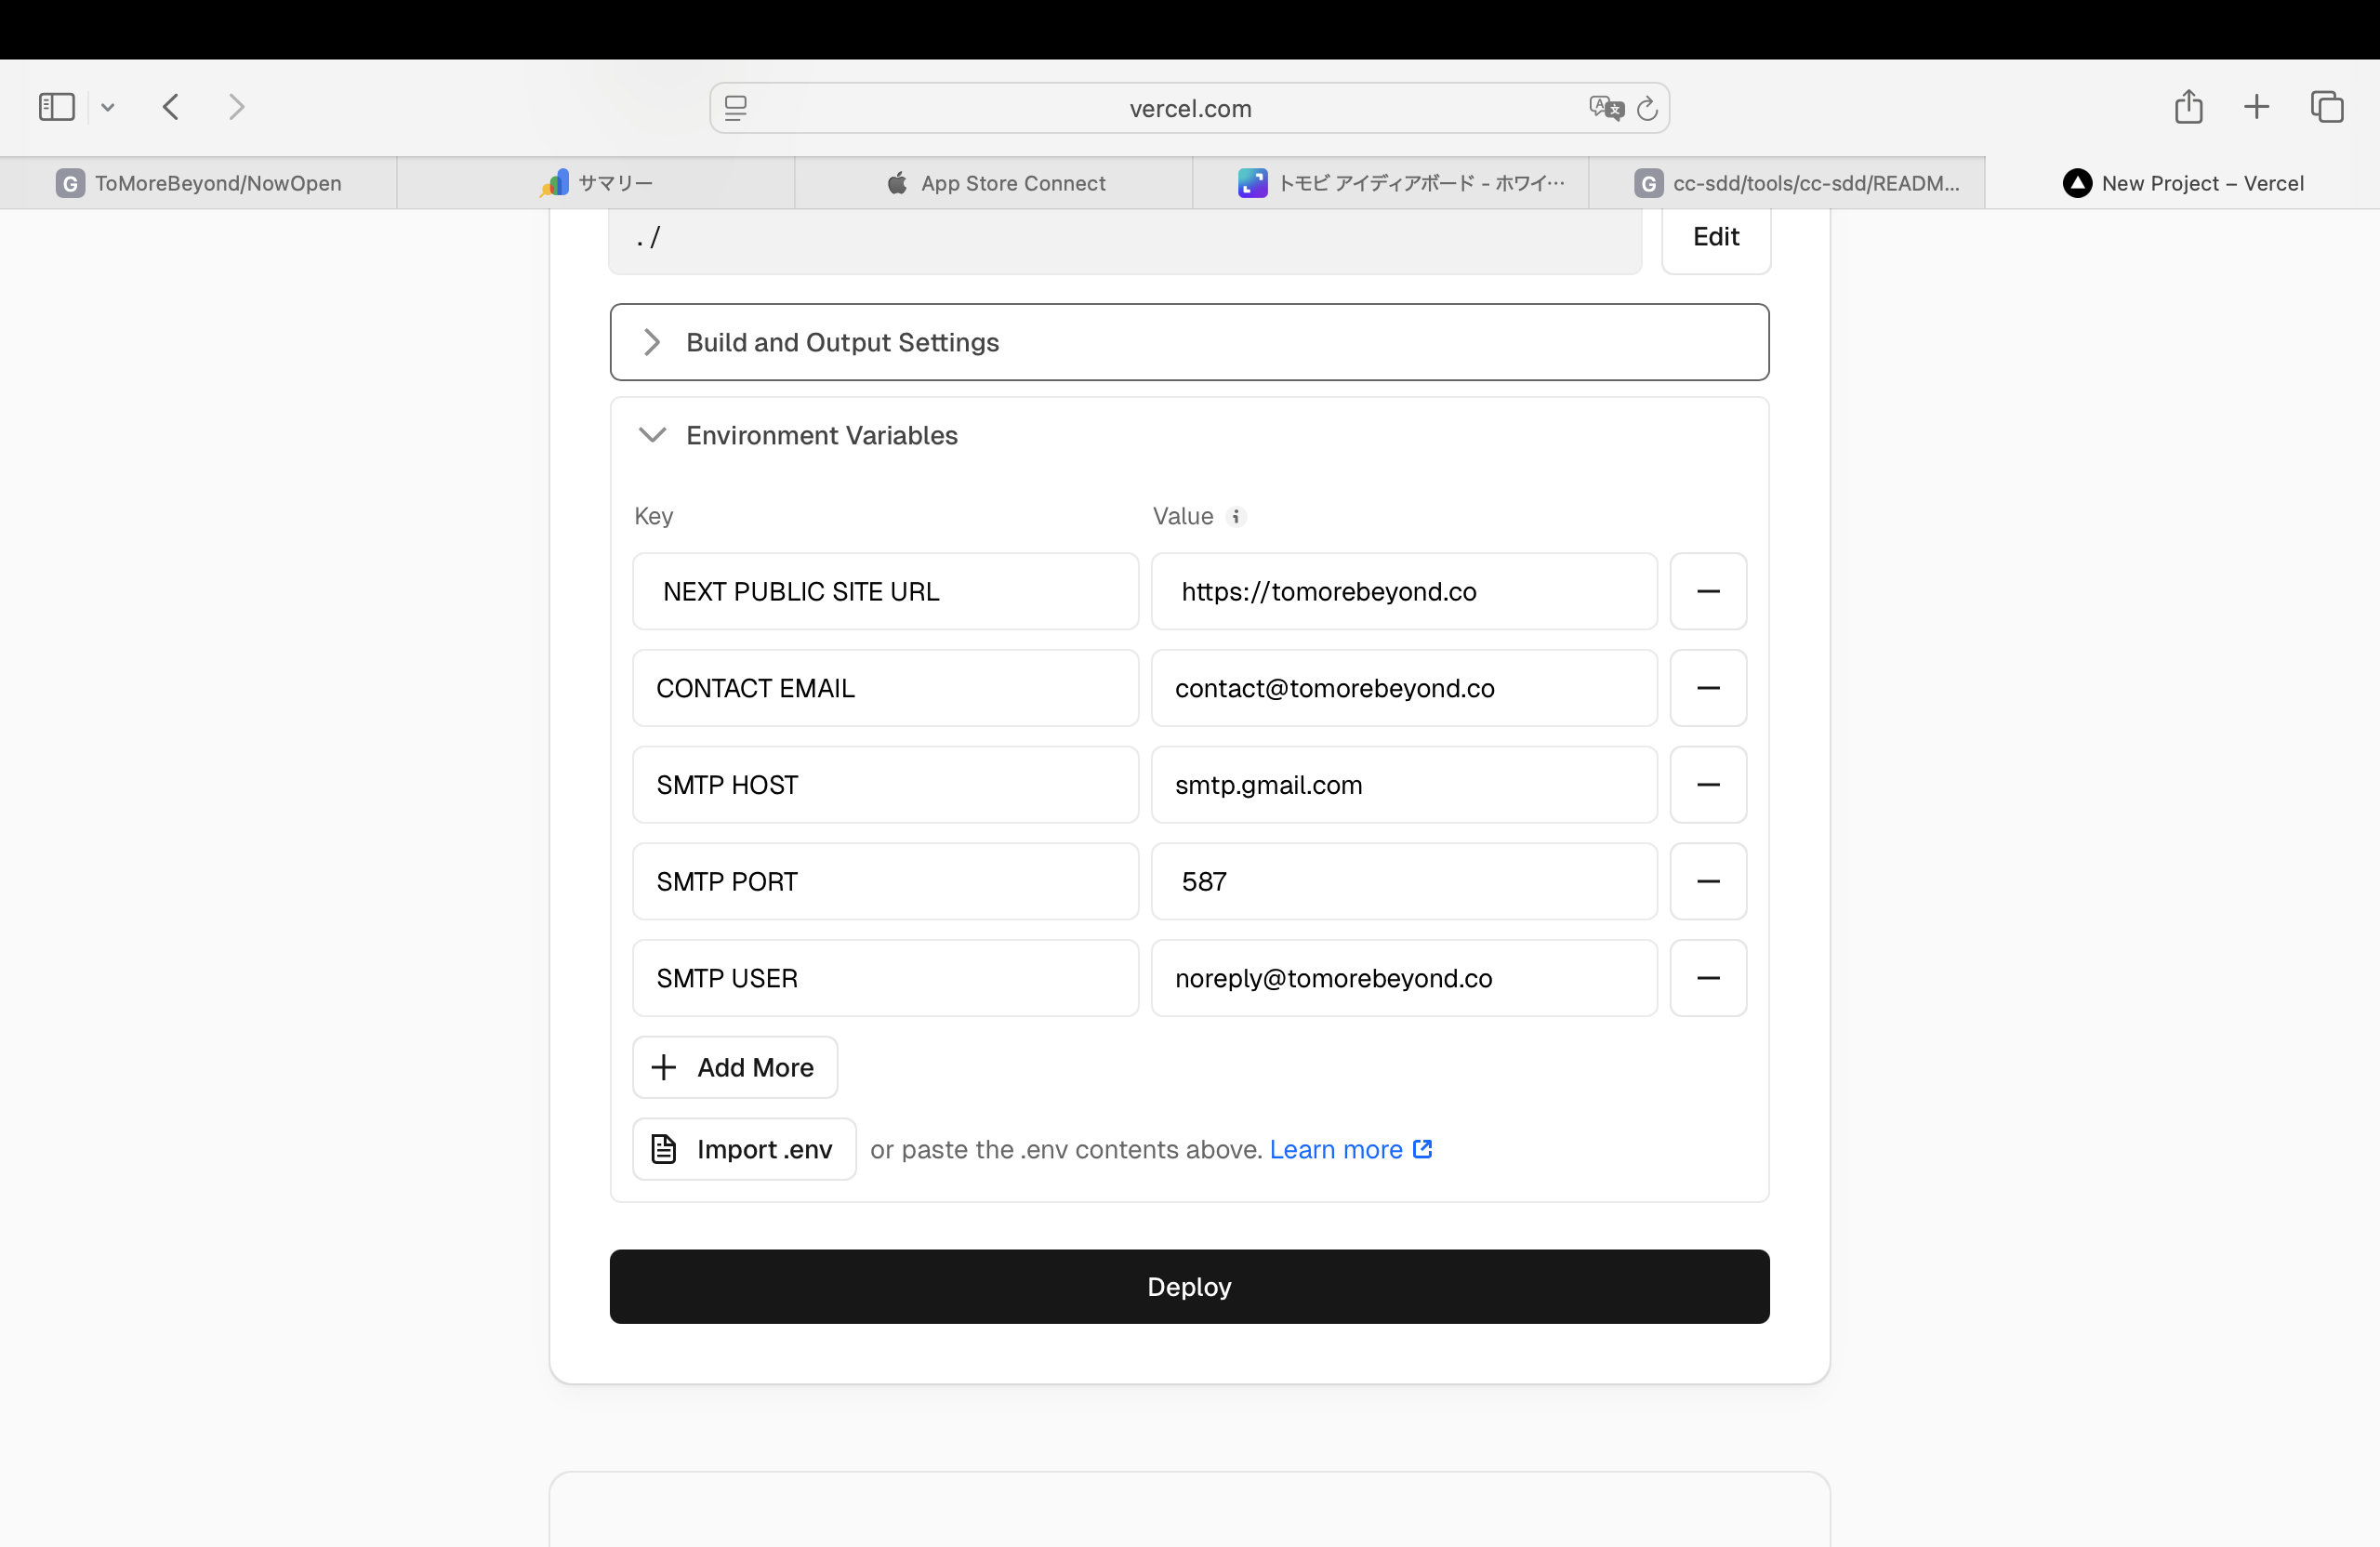 vercel.com
ToMoreBeyond/NowOpen
サマリー
App Store Connect
トモビ アイディアボード - ホワイ…
cc-sdd/tools/cc-sdd/READM...
New Project – Vercel
./
Edit
Build and Output Settings
Environment Variables
Key
Value
NEXT PUBLIC SITE URL
https://tomorebeyond.co
CONTACT EMAIL
contact@tomorebeyond.co
SMTP HOST
smtp.gmail.com
SMTP PORT
587
SMTP USER
noreply@tomorebeyond.co
Add More
Import .env
or paste the .env contents above. Learn more
Deploy